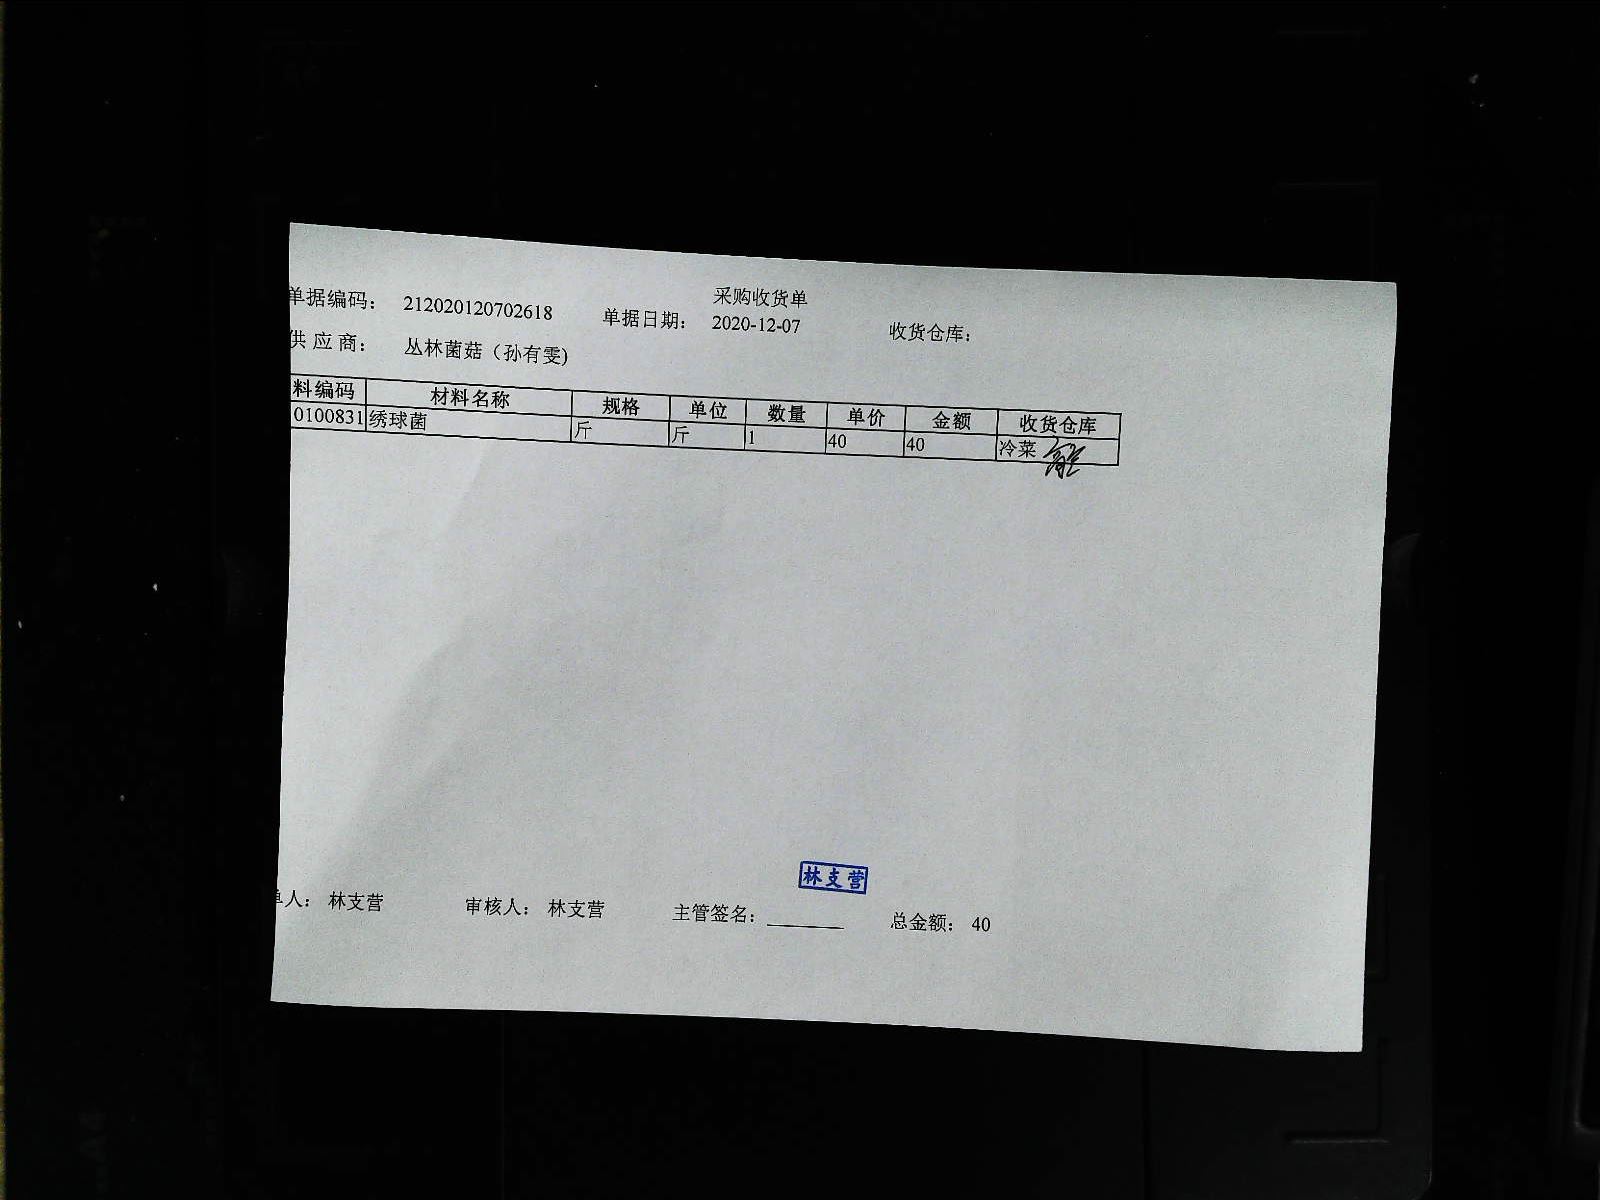 采购收货单
单据编码： 212020120702618 单据日期： 2020-12-07 收货仓库：
供 应 商： 丛林菌菇（孙有雯)
料编码 材料名称 规格 单位 数量 单价 金额 收货仓库
0100831 绣球菌 斤 斤 1 40 40 冷菜
林支营
单人： 林支营 审核人： 林支营 主管签名： 总金额： 40